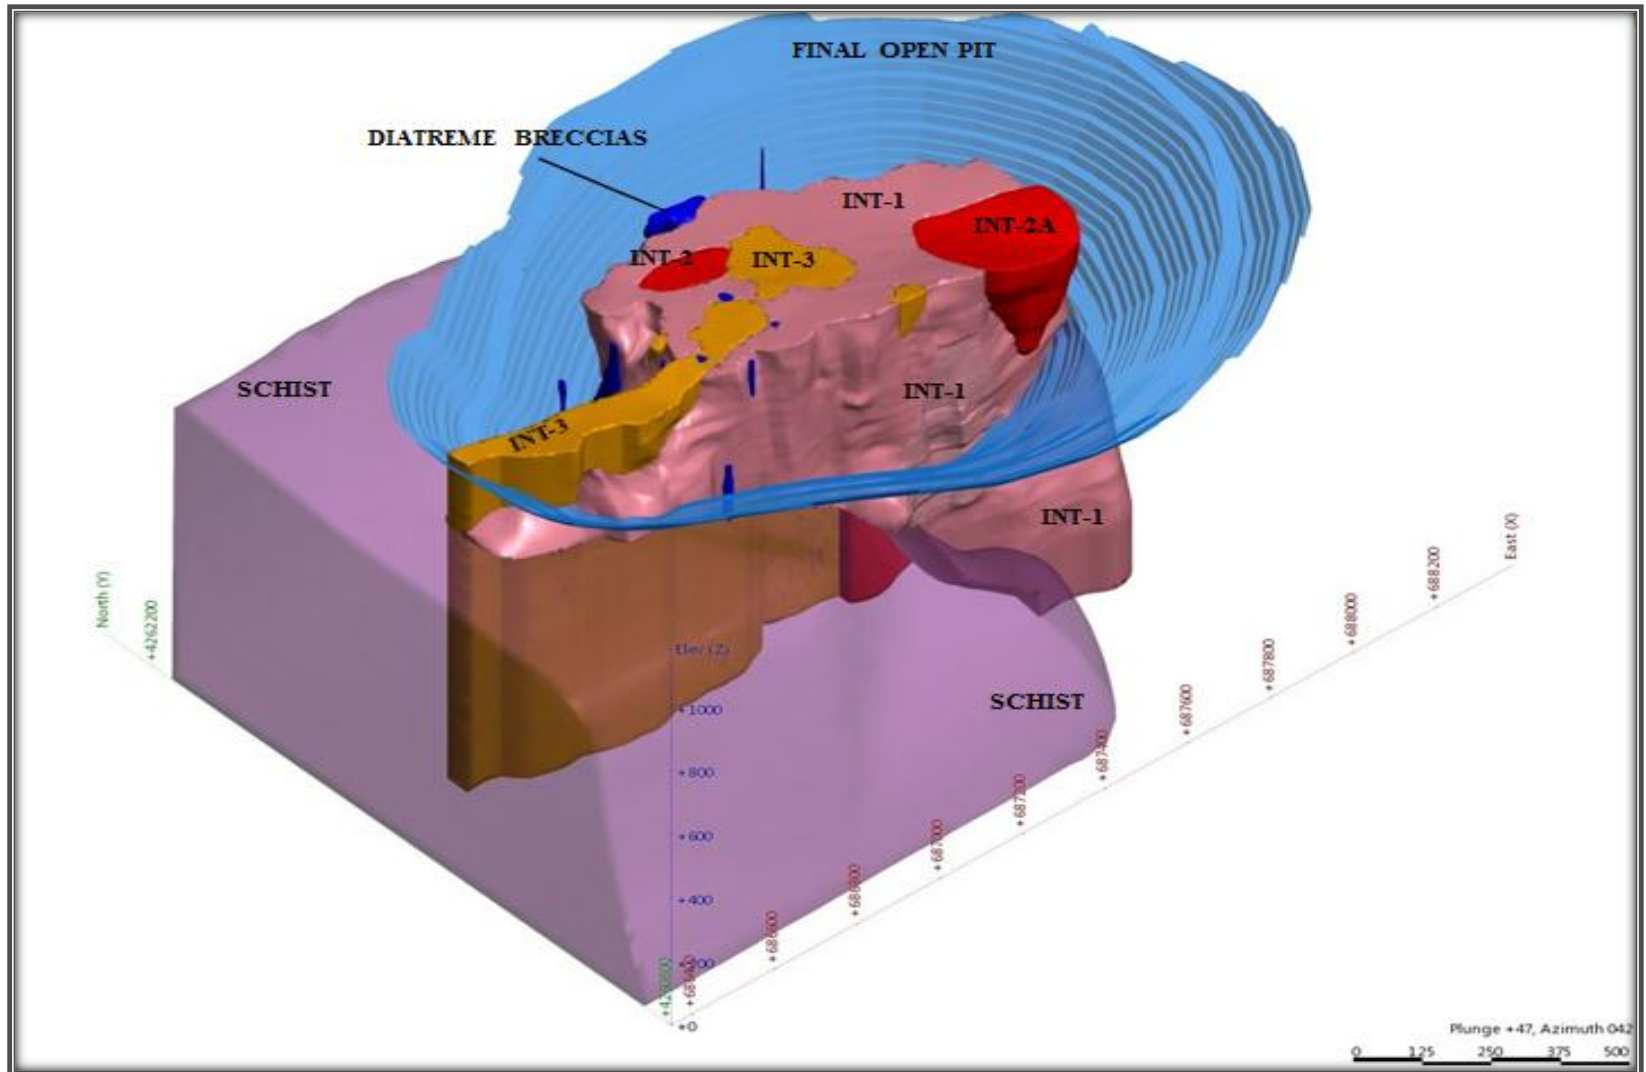 FINAL OPEN PIT
DIATREME BRECCIAS
INT-1
INT-2A
INT-2
INT-3
SCHIST
INT-1
INT-3
INT-1
SCHIST
North (Y)
+4262200
Elev (Z)
+1000
+800
+600
+400
+200
+0
+686600
+686800
+687000
+687200
+687400
+687600
+687800
+688000
+688200
East (X)
Plunge +47, Azimuth 042
0 125 250 375 500